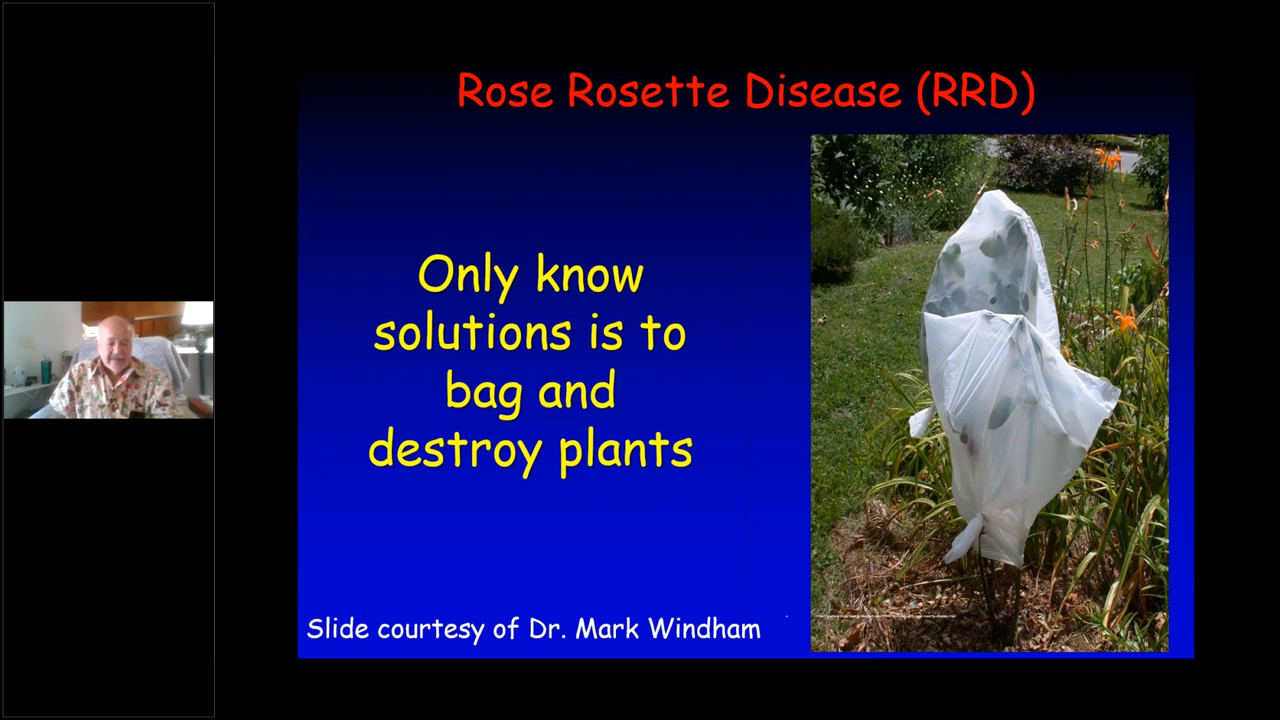 Rose Rosette Disease (RRD)
Only know
solutions is to
bag and
destroy plants
Slide courtesy of Dr. Mark Windham